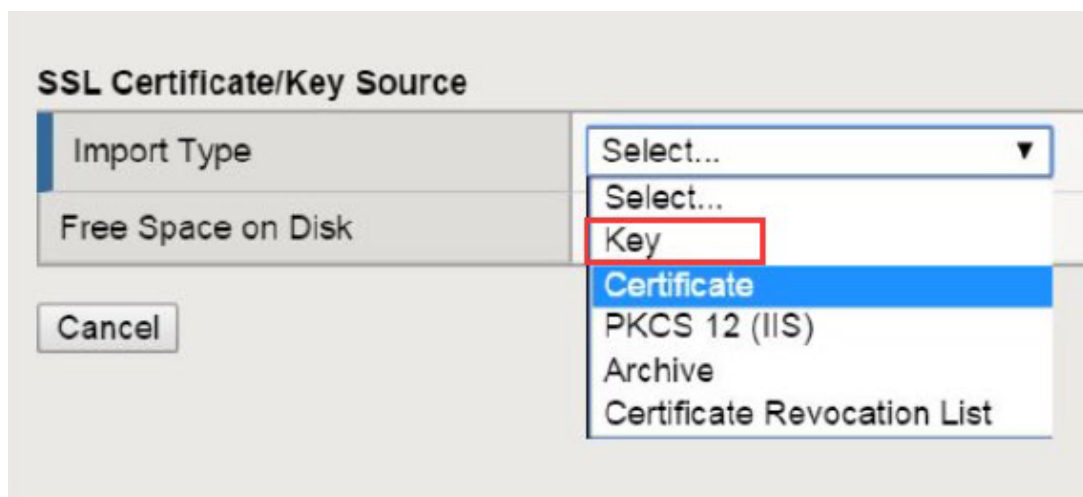 SSL Certificate/Key Source
Import Type
Select...
Select...
Free Space on Disk
Key
Certificate
Cancel
PKCS 12 (IIS)
Archive
Certificate Revocation List